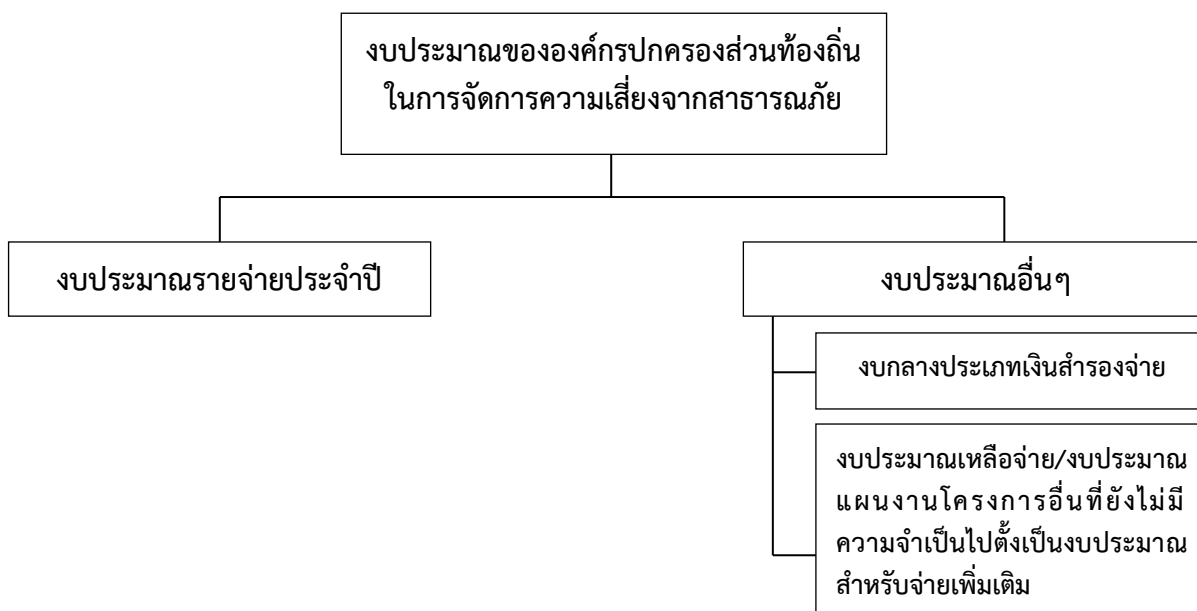 งบประมาณขององค์กรปกครองส่วนท้องถิ่น
ในการจัดการความเสี่ยงจากสาธารณภัย
งบประมาณรายจ่ายประจำปี
งบประมาณอื่นๆ
งบกลางประเภทเงินสำรองจ่าย
งบประมาณเหลือจ่าย/งบประมาณ
แผนงานโครงการอื่นที่ยังไม่มี
ความจำเป็นไปตั้งเป็นงบประมาณ
สำหรับจ่ายเพิ่มเติม